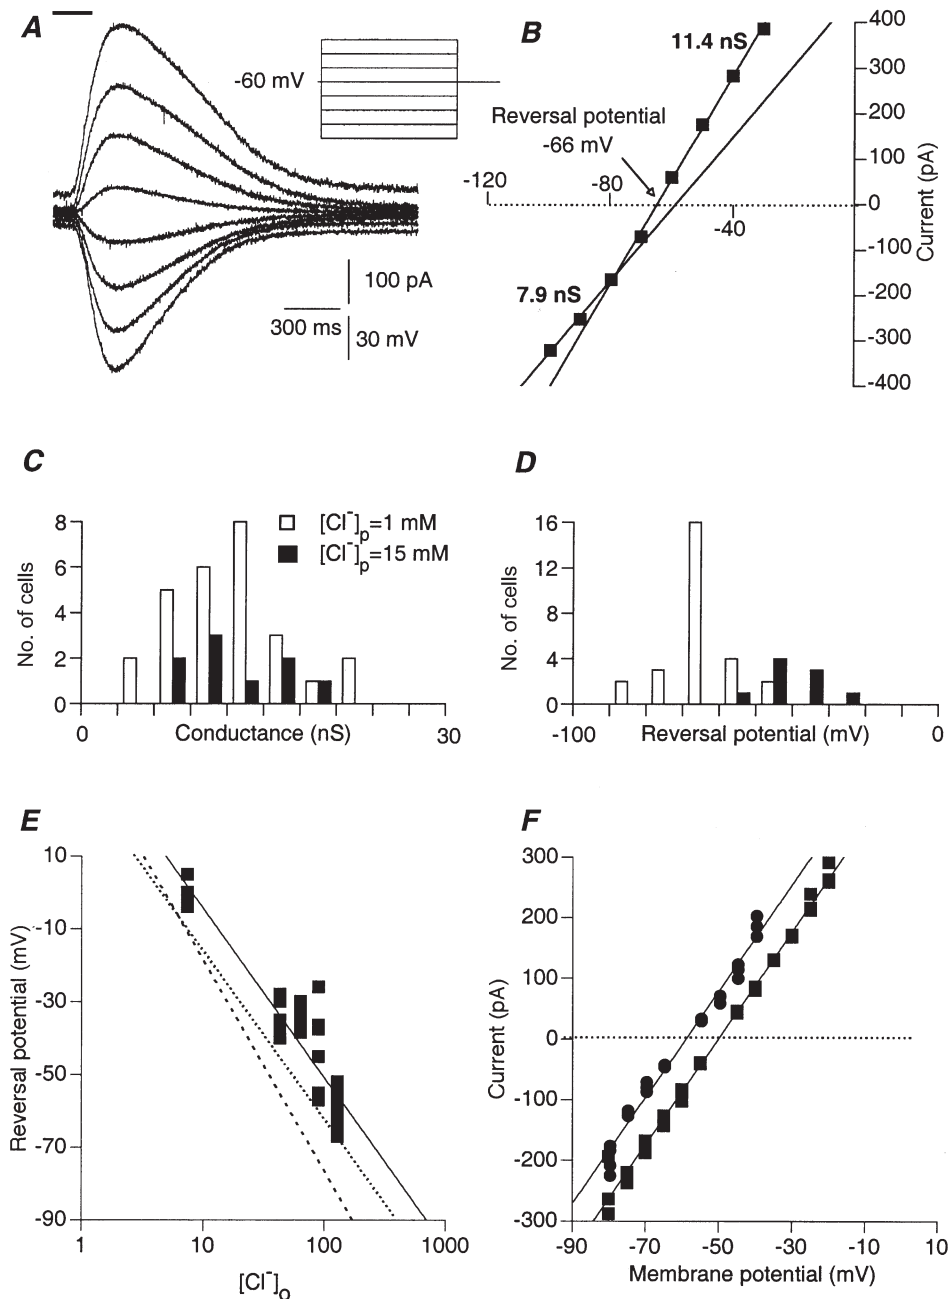 A
-60 mV
100 pA
300 ms
30 mV
B
11.4 nS
Reversal potential
-66 mV
7.9 nS
-120
-80
-40
400
300
200
100
0
-100
-200
-300
-400
Current (pA)
C
8
6
4
2
0
No. of cells
[Cl⁻]p=1 mM
[Cl⁻]p=15 mM
0
30
Conductance (nS)
D
16
12
8
4
0
No. of cells
-100
0
Reversal potential (mV)
E
10
-10
-30
-50
-70
-90
Reversal potential (mV)
1
10
100
1000
[Cl⁻]o
F
300
200
100
0
-100
-200
-300
Current (pA)
-90
-70
-50
-30
-10
10
Membrane potential (mV)